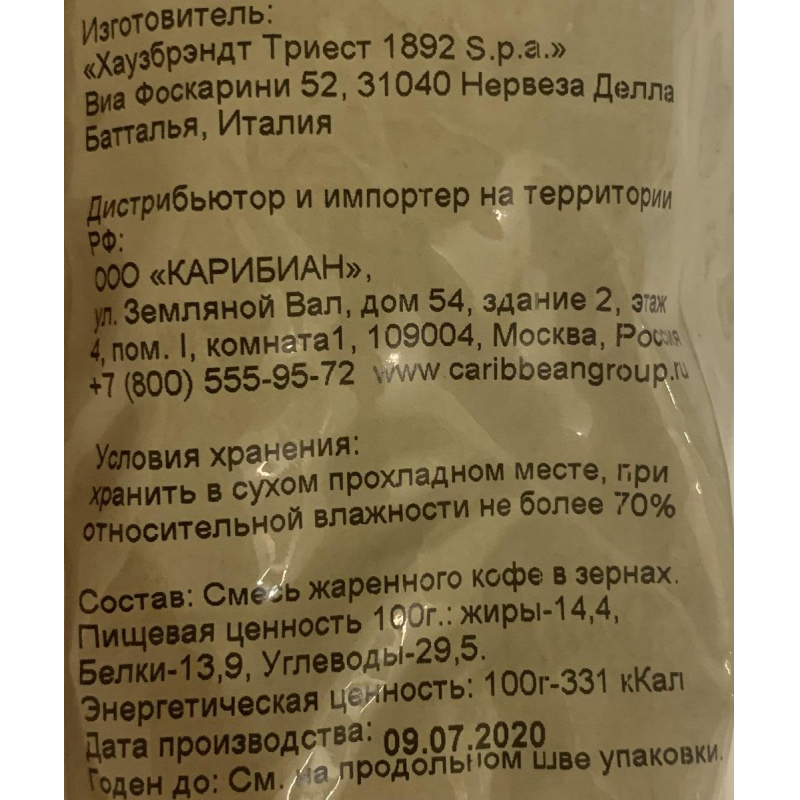 Изготовитель:
«Хаузбрэндт Триест 1892 S.p.a.»
Виа Фоскарини 52, 31040 Нервеза Делла
Батталья, Италия
Дистрибьютор и импортер на территории
РФ:
ООО «КАРИБИАН»,
ул. Земляной Вал, дом 54, здание 2, этаж
4, пом. I, комната1, 109004, Москва, Россия
+7 (800) 555-95-72 www.caribbeangroup.ru
Условия хранения:
хранить в сухом прохладном месте, при
относительной влажности не более 70%
Состав: Смесь жаренного кофе в зернах.
Пищевая ценность 100г.: жиры-14,4,
Белки-13,9, Углеводы-29,5.
Энергетическая ценность: 100г-331 кКал
Дата производства: 09.07.2020
Годен до: См. на продольном шве упаковки.